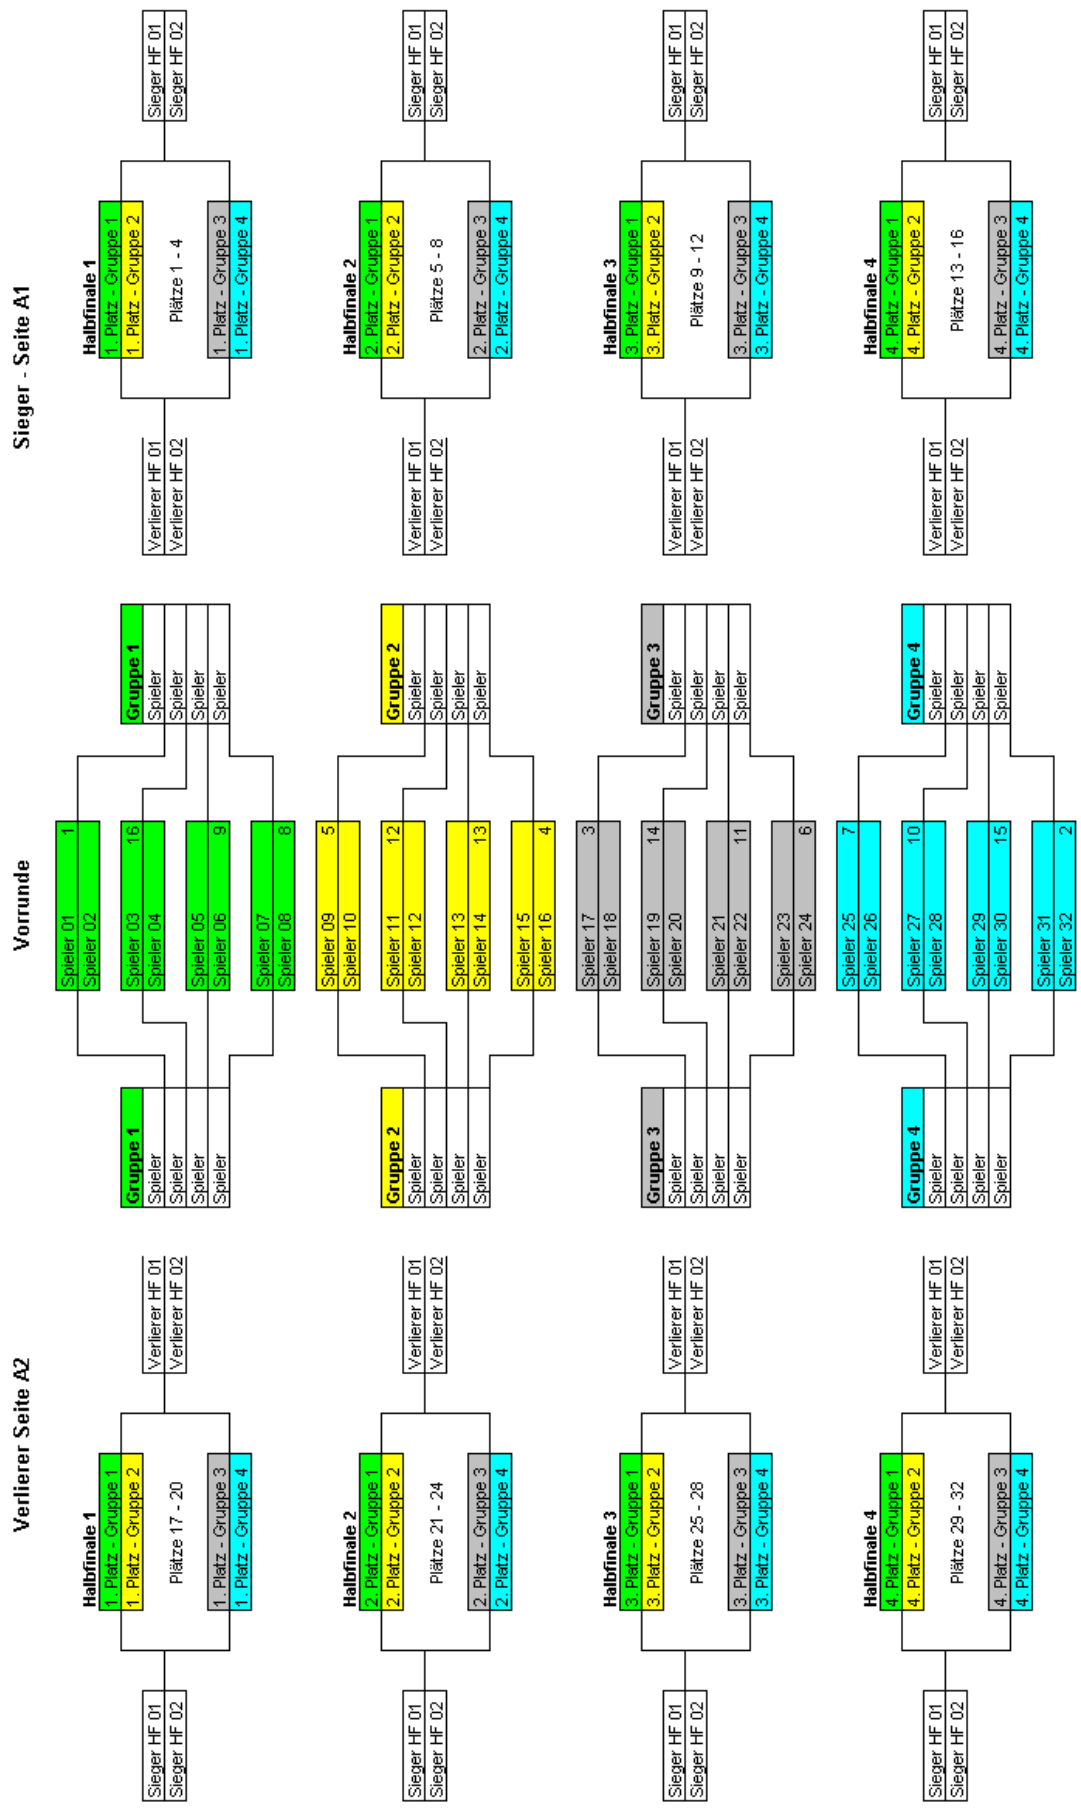 Verlierer Seite A2
Vorrunde
Sieger - Seite A1
Halbfinale 1
1. Platz - Gruppe 1
1. Platz - Gruppe 2
Plätze 17 - 20
1. Platz - Gruppe 3
1. Platz - Gruppe 4
Sieger HF 01
Sieger HF 02
Verlierer HF 01
Verlierer HF 02
Halbfinale 2
2. Platz - Gruppe 1
2. Platz - Gruppe 2
Plätze 21 - 24
2. Platz - Gruppe 3
2. Platz - Gruppe 4
Sieger HF 01
Sieger HF 02
Verlierer HF 01
Verlierer HF 02
Halbfinale 3
3. Platz - Gruppe 1
3. Platz - Gruppe 2
Plätze 25 - 28
3. Platz - Gruppe 3
3. Platz - Gruppe 4
Sieger HF 01
Sieger HF 02
Verlierer HF 01
Verlierer HF 02
Halbfinale 4
4. Platz - Gruppe 1
4. Platz - Gruppe 2
Plätze 29 - 32
4. Platz - Gruppe 3
4. Platz - Gruppe 4
Sieger HF 01
Sieger HF 02
Verlierer HF 01
Verlierer HF 02
Gruppe 1
Spieler
Spieler
Spieler
Spieler
Gruppe 2
Spieler
Spieler
Spieler
Spieler
Gruppe 3
Spieler
Spieler
Spieler
Spieler
Gruppe 4
Spieler
Spieler
Spieler
Spieler
Spieler 01 1
Spieler 02
Spieler 03 16
Spieler 04
Spieler 05
Spieler 06 9
Spieler 07
Spieler 08 8
Spieler 09 5
Spieler 10
Spieler 11 12
Spieler 12
Spieler 13
Spieler 14 13
Spieler 15
Spieler 16 4
Spieler 17 3
Spieler 18
Spieler 19 14
Spieler 20
Spieler 21
Spieler 22 11
Spieler 23
Spieler 24 6
Spieler 25 7
Spieler 26
Spieler 27 10
Spieler 28
Spieler 29
Spieler 30 15
Spieler 31
Spieler 32 2
Gruppe 1
Spieler
Spieler
Spieler
Spieler
Gruppe 2
Spieler
Spieler
Spieler
Spieler
Gruppe 3
Spieler
Spieler
Spieler
Spieler
Gruppe 4
Spieler
Spieler
Spieler
Spieler
Halbfinale 1
1. Platz - Gruppe 1
1. Platz - Gruppe 2
Plätze 1 - 4
1. Platz - Gruppe 3
1. Platz - Gruppe 4
Verlierer HF 01
Verlierer HF 02
Sieger HF 01
Sieger HF 02
Halbfinale 2
2. Platz - Gruppe 1
2. Platz - Gruppe 2
Plätze 5 - 8
2. Platz - Gruppe 3
2. Platz - Gruppe 4
Verlierer HF 01
Verlierer HF 02
Sieger HF 01
Sieger HF 02
Halbfinale 3
3. Platz - Gruppe 1
3. Platz - Gruppe 2
Plätze 9 - 12
3. Platz - Gruppe 3
3. Platz - Gruppe 4
Verlierer HF 01
Verlierer HF 02
Sieger HF 01
Sieger HF 02
Halbfinale 4
4. Platz - Gruppe 1
4. Platz - Gruppe 2
Plätze 13 - 16
4. Platz - Gruppe 3
4. Platz - Gruppe 4
Verlierer HF 01
Verlierer HF 02
Sieger HF 01
Sieger HF 02